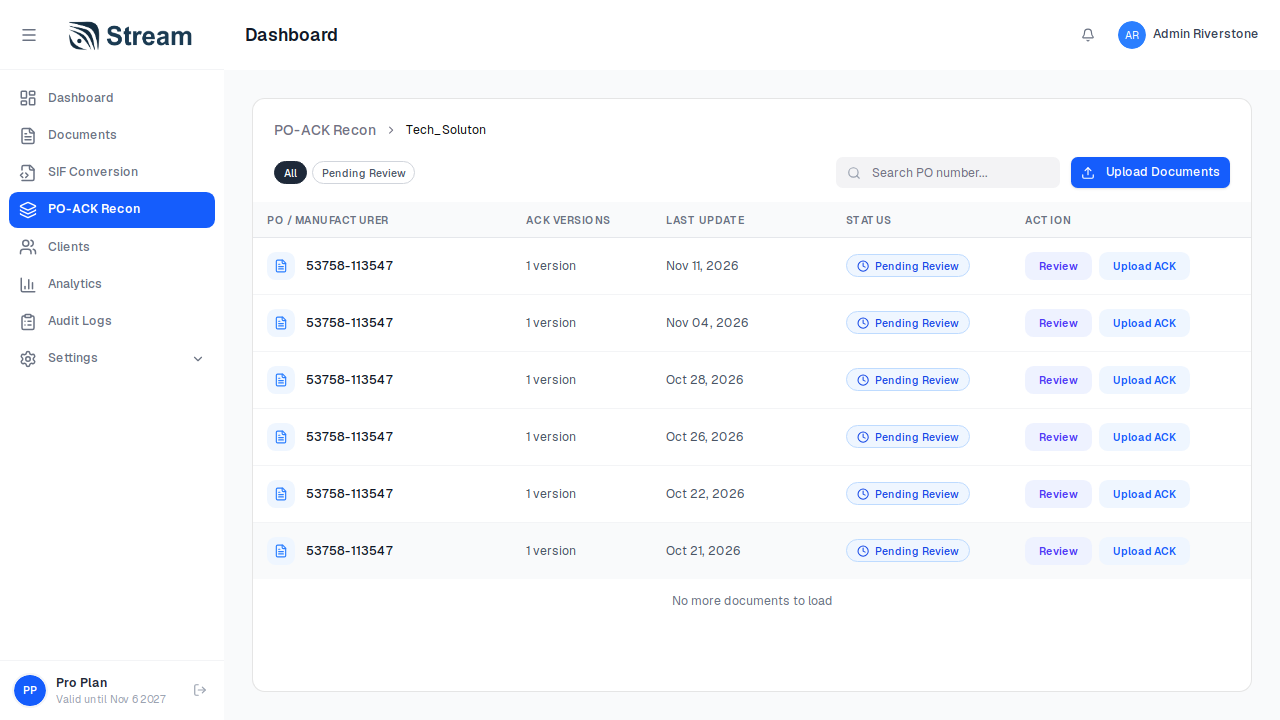 Stream
Dashboard
AR
Admin Riverstone
Dashboard
Documents
SIF Conversion
PO-ACK Recon
Clients
Analytics
Audit Logs
Settings
PP
Pro Plan
Valid until Nov 6 2027
PO-ACK Recon
Tech_Soluton
All
Pending Review
Search PO number...
Upload Documents
PO / MANUFACTURER ACK VERSIONS LAST UPDATE STATUS ACTION
53758-113547 1 version Nov 11, 2026 Pending Review Review Upload ACK
53758-113547 1 version Nov 04, 2026 Pending Review Review Upload ACK
53758-113547 1 version Oct 28, 2026 Pending Review Review Upload ACK
53758-113547 1 version Oct 26, 2026 Pending Review Review Upload ACK
53758-113547 1 version Oct 22, 2026 Pending Review Review Upload ACK
53758-113547 1 version Oct 21, 2026 Pending Review Review Upload ACK
No more documents to load